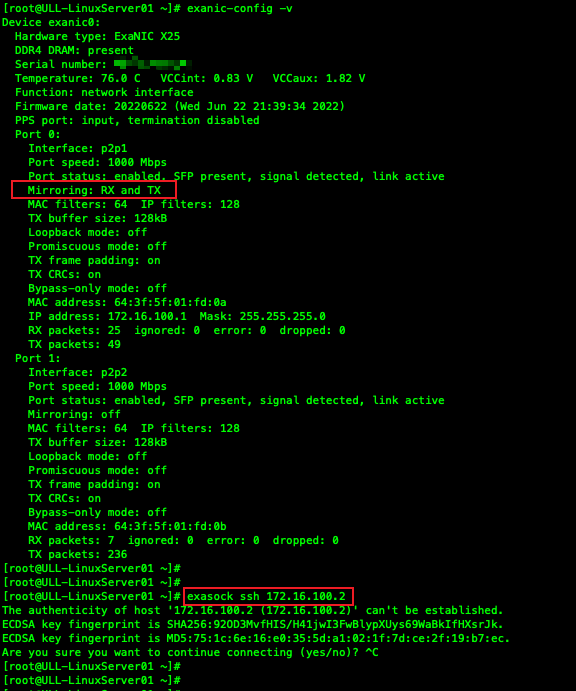 [root@ULL-LinuxServer01 ~]# exanic-config -v
Device exanic0:
Hardware type: ExaNIC X25
DDR4 DRAM: present
Serial number:
Temperature: 76.0 C   VCCint: 0.83 V   VCCaux: 1.82 V
Function: network interface
Firmware date: 20220622 (Wed Jun 22 21:39:34 2022)
PPS port: input, termination disabled
Port 0:
Interface: p2p1
Port speed: 1000 Mbps
Port status: enabled, SFP present, signal detected, link active
Mirroring: RX and TX
MAC filters: 64  IP filters: 128
TX buffer size: 128kB
Loopback mode: off
Promiscuous mode: off
TX frame padding: on
TX CRCs: on
Bypass-only mode: off
MAC address: 64:3f:5f:01:fd:0a
IP address: 172.16.100.1  Mask: 255.255.255.0
RX packets: 25  ignored: 0  error: 0  dropped: 0
TX packets: 49
Port 1:
Interface: p2p2
Port speed: 1000 Mbps
Port status: enabled, SFP present, signal detected, link active
Mirroring: off
MAC filters: 64  IP filters: 128
TX buffer size: 128kB
Loopback mode: off
Promiscuous mode: off
TX frame padding: on
TX CRCs: on
Bypass-only mode: off
MAC address: 64:3f:5f:01:fd:0b
RX packets: 7  ignored: 0  error: 0  dropped: 0
TX packets: 236
[root@ULL-LinuxServer01 ~]#
[root@ULL-LinuxServer01 ~]#
[root@ULL-LinuxServer01 ~]# exasock ssh 172.16.100.2
The authenticity of host '172.16.100.2 (172.16.100.2)' can't be established.
ECDSA key fingerprint is SHA256:92OD3MvfHIS/H41jwI3FwBlypXUys69WaBkIfHXsrJk.
ECDSA key fingerprint is MD5:75:1c:6e:16:e0:35:5d:a1:02:1f:7d:ce:2f:19:b7:ec.
Are you sure you want to continue connecting (yes/no)? ^C
[root@ULL-LinuxServer01 ~]#
[root@ULL-LinuxServer01 ~]#